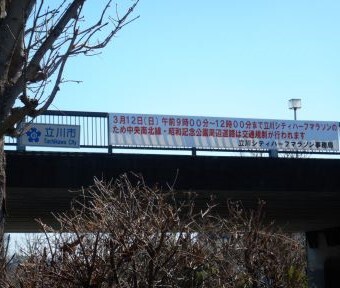 立川市
Tachikawa City
3月12日(日)午前9時00分～12時00分まで立川シティハーフマラソンの
ため中央南北線・昭和記念公園周辺道路は交通規制が行われます
立川シティハーフマラソン事務局